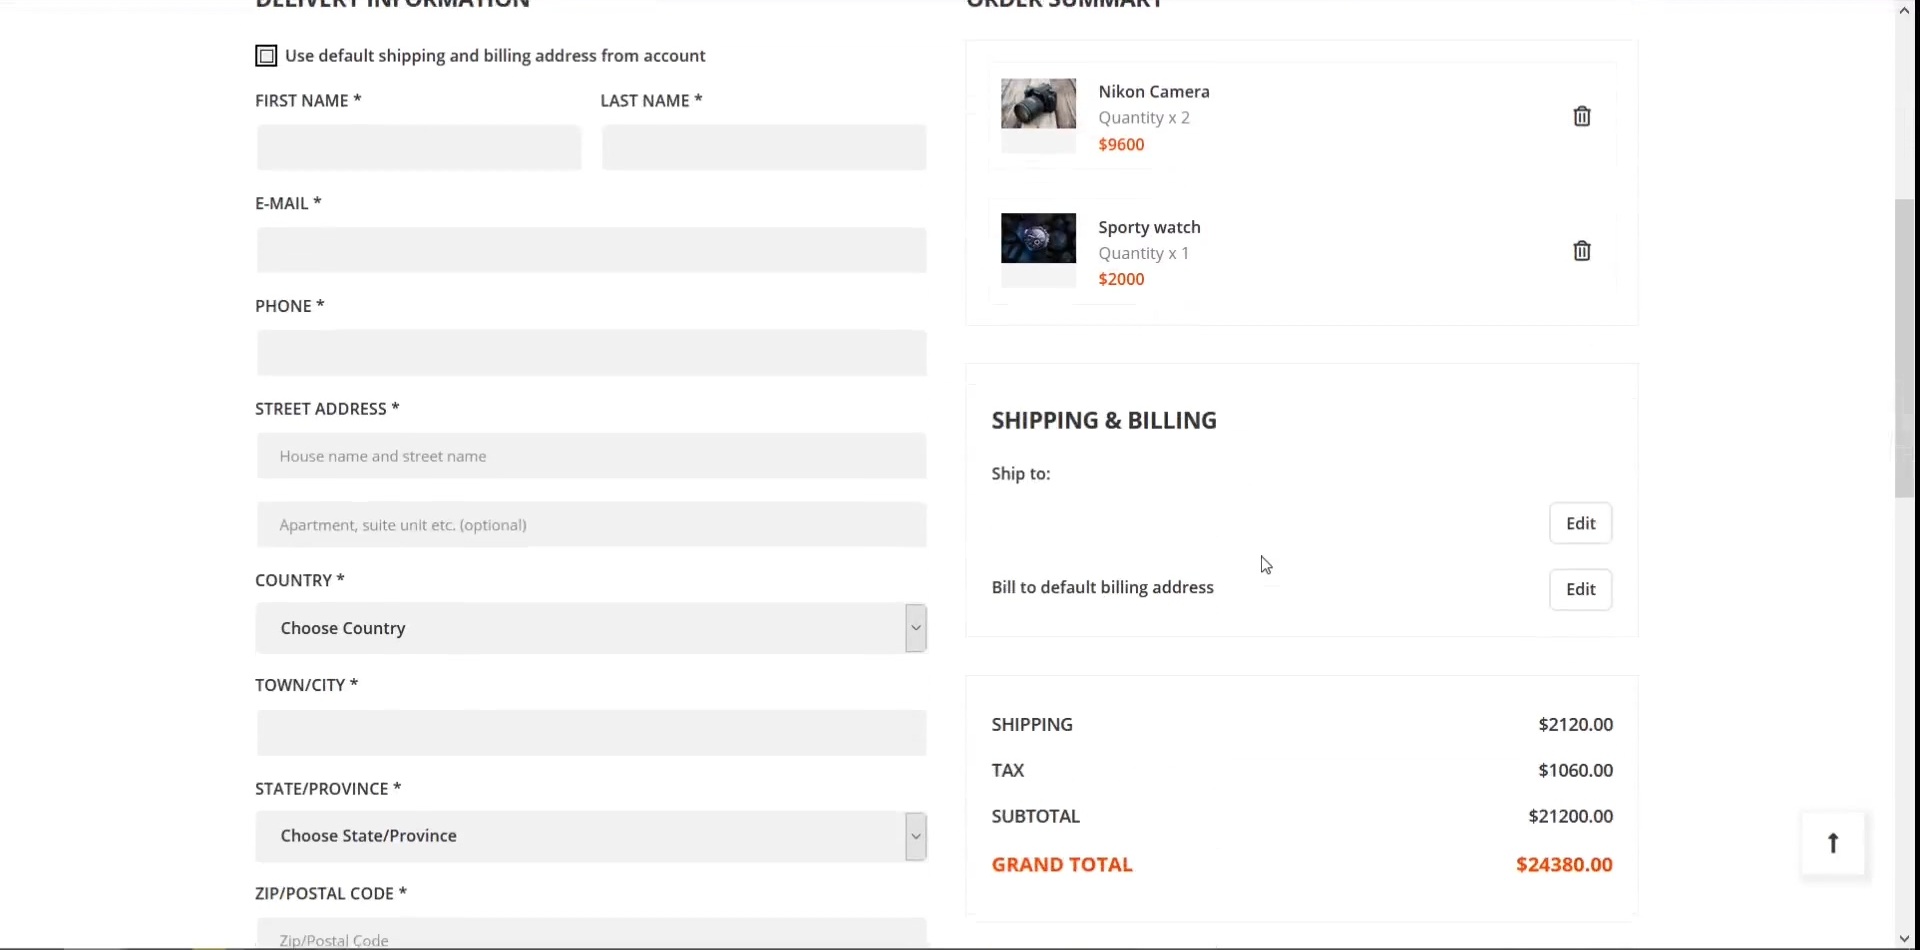 DELIVERY INFORMATION
Use default shipping and billing address from account
FIRST NAME *
LAST NAME *
E-MAIL *
PHONE *
STREET ADDRESS *
House name and street name
Apartment, suite unit etc. (optional)
COUNTRY *
Choose Country
TOWN/CITY *
STATE/PROVINCE *
Choose State/Province
ZIP/POSTAL CODE *
Zip/Postal Code
ORDER SUMMARY
Nikon Camera
Quantity x 2
$9600
Sporty watch
Quantity x 1
$2000
SHIPPING & BILLING
Ship to:
Edit
Bill to default billing address
Edit
SHIPPING $2120.00
TAX $1060.00
SUBTOTAL $21200.00
GRAND TOTAL $24380.00